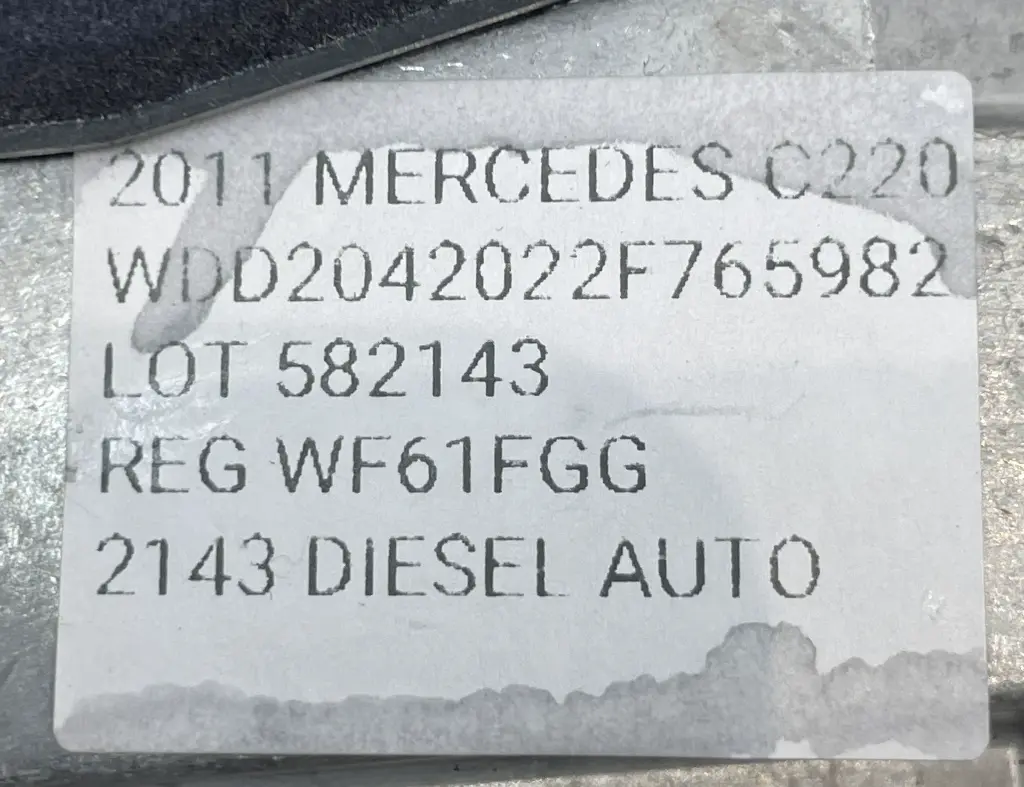 2011 MERCEDES C220
WDD2042022F765982
LOT 582143
REG WF61FGG
2143 DIESEL AUTO